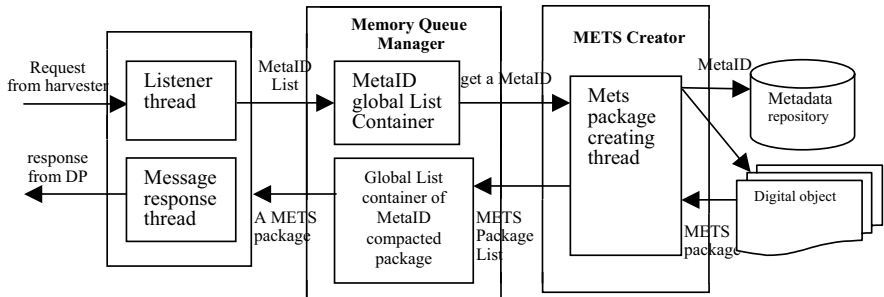 Request
from harvester
response
from DP
Listener
thread
Message
response
thread
MetaID
List
A METS
package
Memory Queue
Manager
MetaID
global List
Container
Global List
container of
MetaID
compacted
package
get a MetaID
METS
Package
List
METS Creator
Mets
package
creating
thread
MetaID
METS
package
Metadata
repository
Digital object